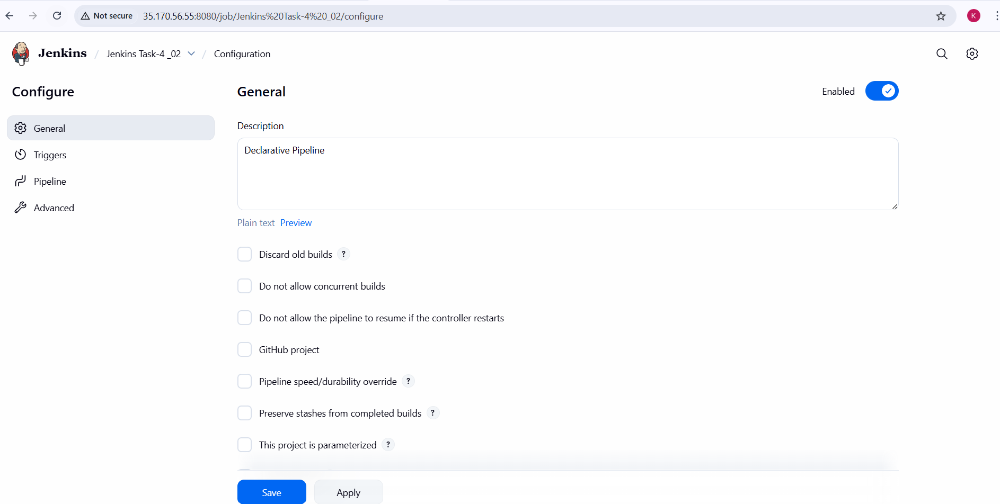 Not secure 35.170.56.55:8080/job/Jenkins%20Task-4%20_02/configure K
Jenkins / Jenkins Task-4 _02 / Configuration
Configure
General
Triggers
Pipeline
Advanced
General
Enabled
Description
Declarative Pipeline
Plain text Preview
Discard old builds ?
Do not allow concurrent builds
Do not allow the pipeline to resume if the controller restarts
GitHub project
Pipeline speed/durability override ?
Preserve stashes from completed builds ?
This project is parameterized ?
Save Apply